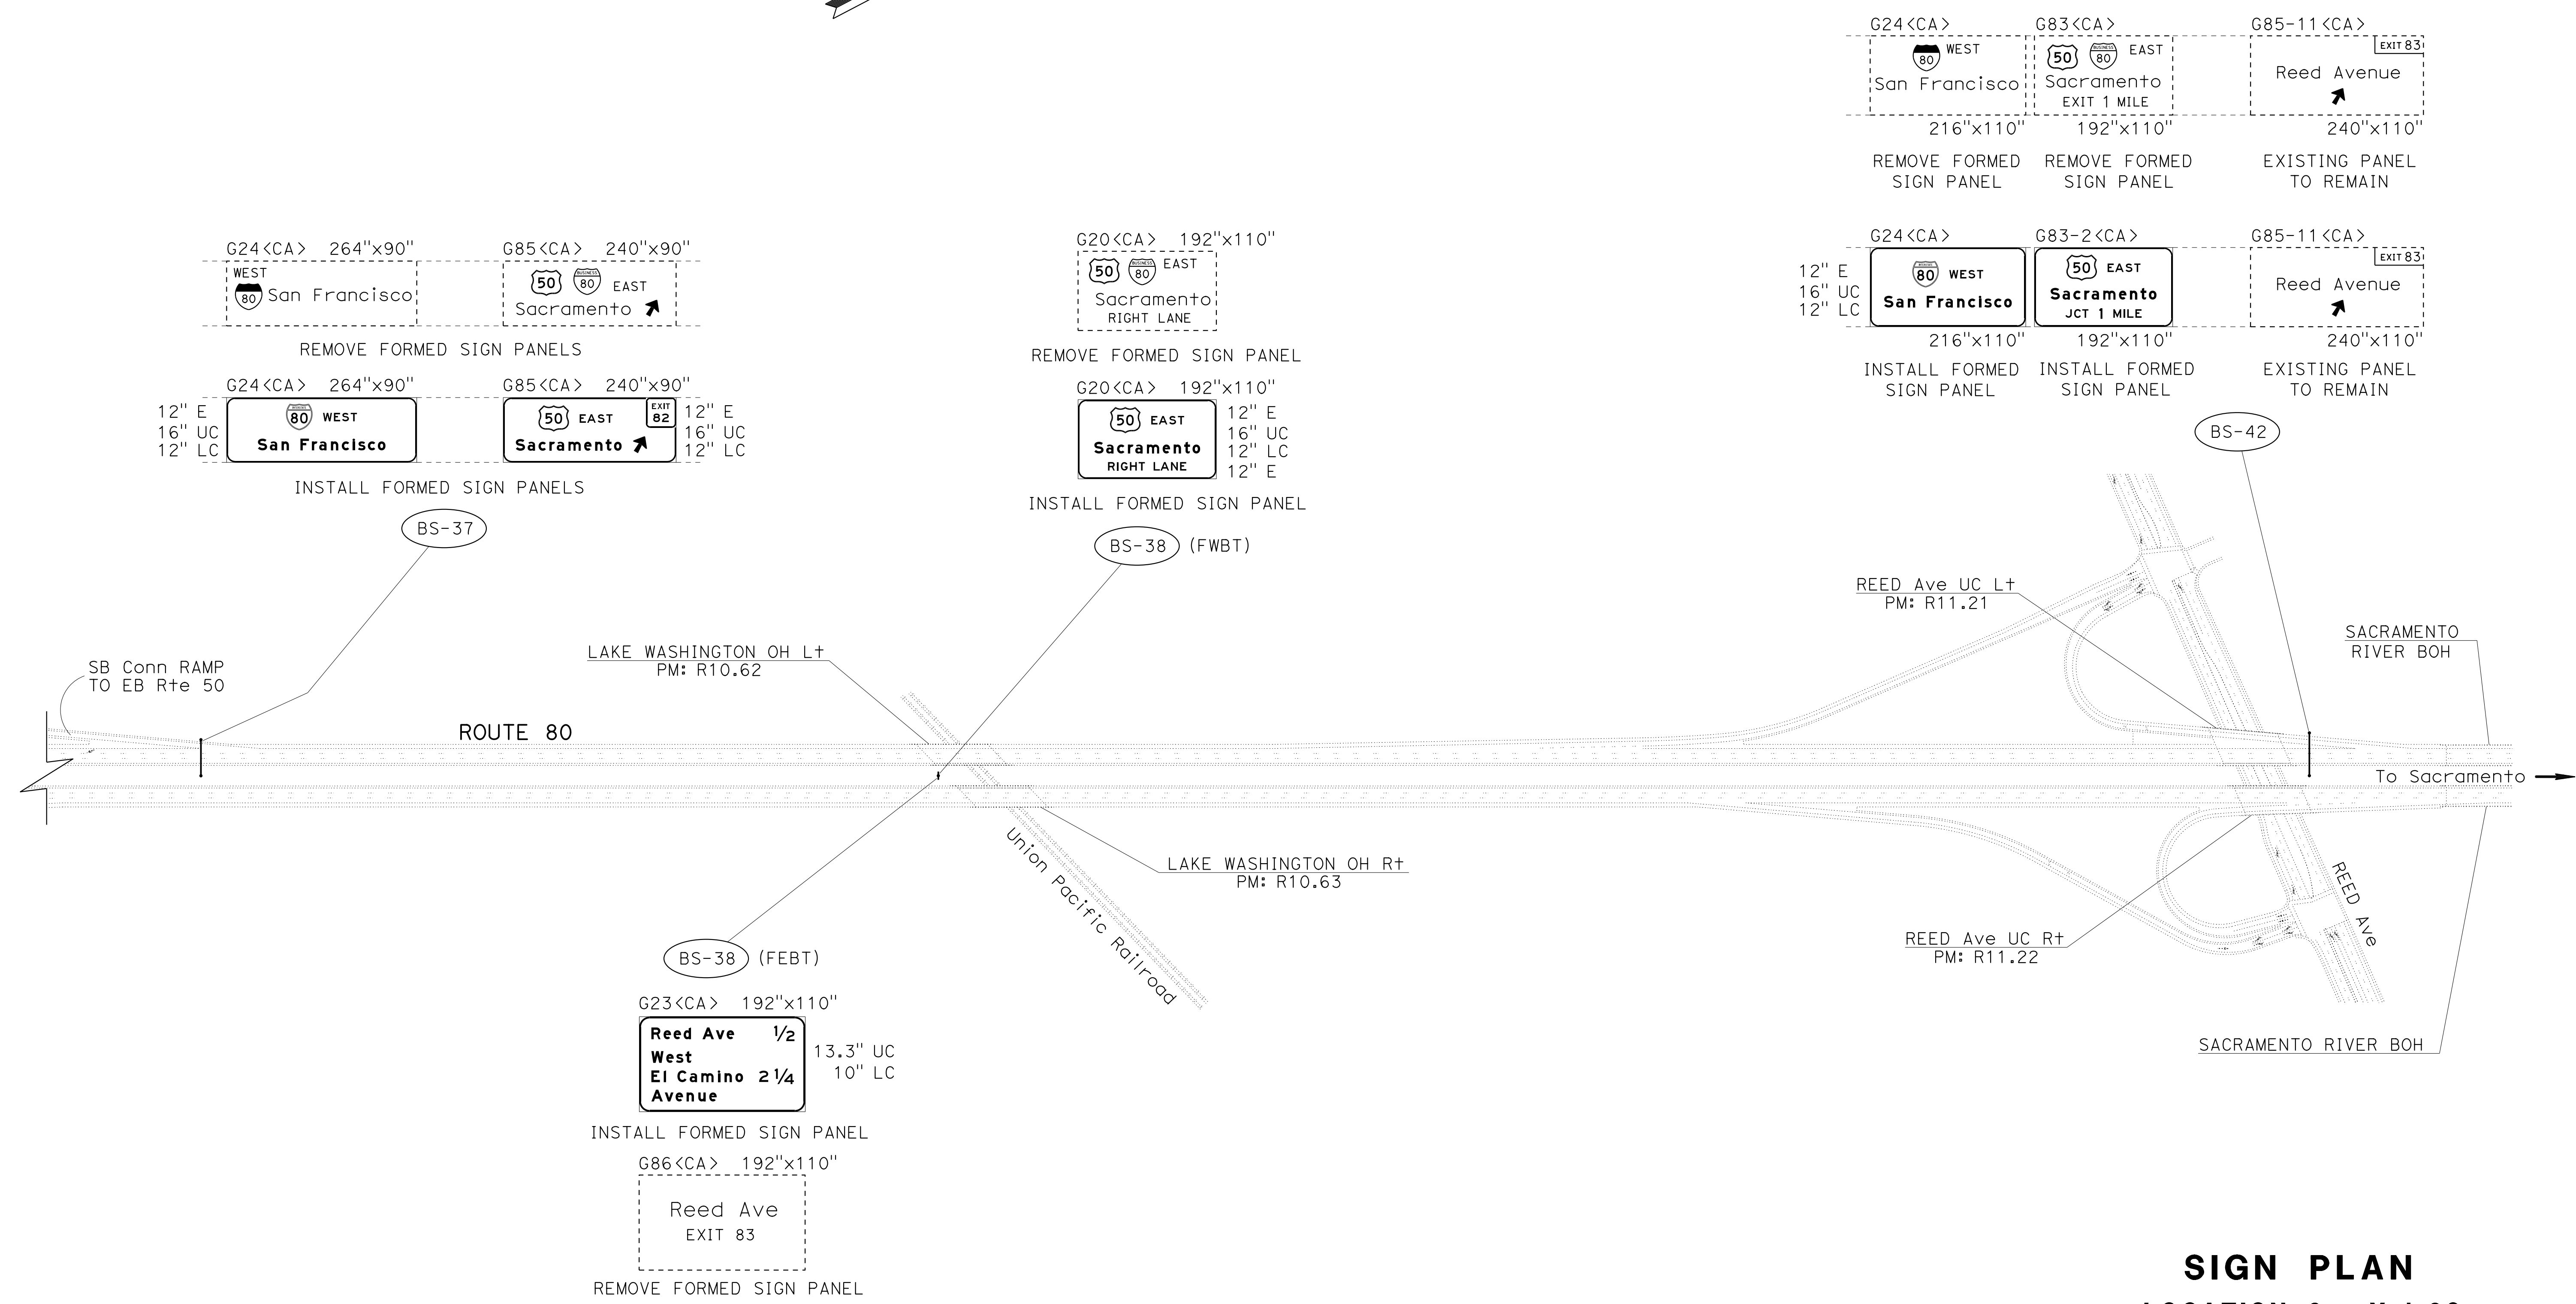 G24<CA>
G83<CA>
G85-11<CA>
80 WEST
San Francisco
50 BUSINESS 80 EAST
Sacramento
EXIT 1 MILE
EXIT 83
Reed Avenue
216"x110"
192"x110"
240"x110"
REMOVE FORMED
SIGN PANEL
REMOVE FORMED
SIGN PANEL
EXISTING PANEL
TO REMAIN
G24<CA>
G83-2<CA>
G85-11<CA>
12" E
16" UC
12" LC
80 WEST
San Francisco
50 EAST
Sacramento
JCT 1 MILE
EXIT 83
Reed Avenue
216"x110"
192"x110"
240"x110"
INSTALL FORMED
SIGN PANEL
INSTALL FORMED
SIGN PANEL
EXISTING PANEL
TO REMAIN
BS-42
G24<CA> 264"x90"
G85<CA> 240"x90"
WEST
80 San Francisco
50 BUSINESS 80 EAST
Sacramento
REMOVE FORMED SIGN PANELS
G24<CA> 264"x90"
G85<CA> 240"x90"
12" E
16" UC
12" LC
80 WEST
San Francisco
50 EAST
EXIT
82
Sacramento
12" E
16" UC
12" LC
INSTALL FORMED SIGN PANELS
BS-37
G20<CA> 192"x110"
50 BUSINESS 80 EAST
Sacramento
RIGHT LANE
REMOVE FORMED SIGN PANEL
G20<CA> 192"x110"
50 EAST
Sacramento
RIGHT LANE
12" E
16" UC
12" LC
12" E
INSTALL FORMED SIGN PANEL
BS-38 (FWBT)
REED Ave UC Lt
PM: R11.21
SACRAMENTO
RIVER BOH
LAKE WASHINGTON OH Lt
PM: R10.62
SB Conn RAMP
TO EB Rte 50
ROUTE 80
To Sacramento
Union Pacific Railroad
LAKE WASHINGTON OH Rt
PM: R10.63
REED Ave
REED Ave UC Rt
PM: R11.22
SACRAMENTO RIVER BOH
BS-38 (FEBT)
G23<CA> 192"x110"
Reed Ave 1/2
West
El Camino 2 1/4
Avenue
13.3" UC
10" LC
INSTALL FORMED SIGN PANEL
G86<CA> 192"x110"
Reed Ave
EXIT 83
REMOVE FORMED SIGN PANEL
SIGN PLAN